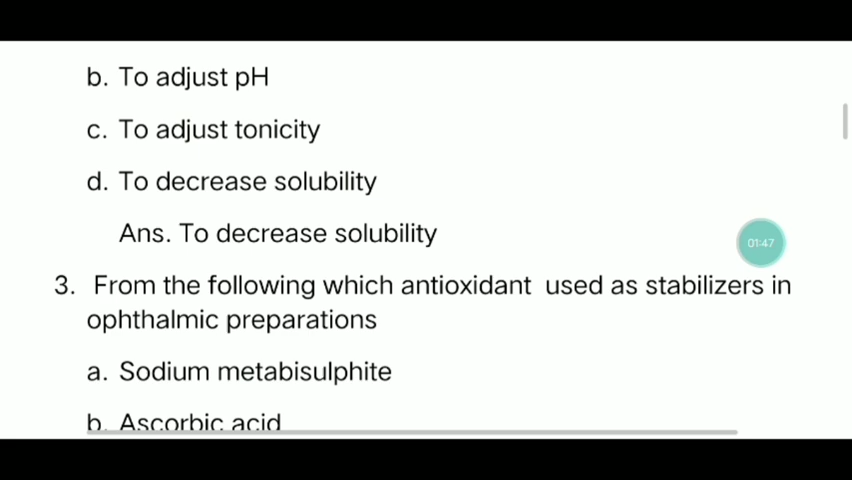 b. To adjust pH
c. To adjust tonicity
d. To decrease solubility
Ans. To decrease solubility
01:47
3. From the following which antioxidant used as stabilizers in
ophthalmic preparations
a. Sodium metabisulphite
b. Ascorbic acid